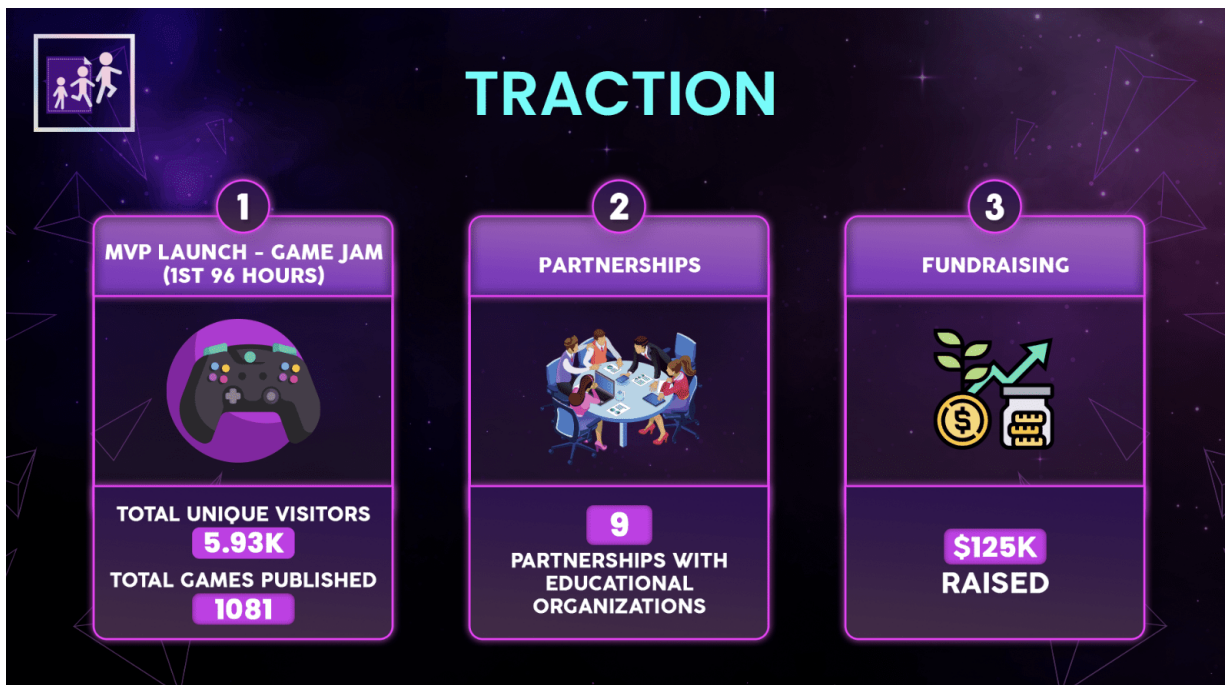 TRACTION
1
MVP LAUNCH - GAME JAM
(1ST 96 HOURS)
TOTAL UNIQUE VISITORS
5.93K
TOTAL GAMES PUBLISHED
1081
2
PARTNERSHIPS
9
PARTNERSHIPS WITH
EDUCATIONAL
ORGANIZATIONS
3
FUNDRAISING
$
$125K
RAISED